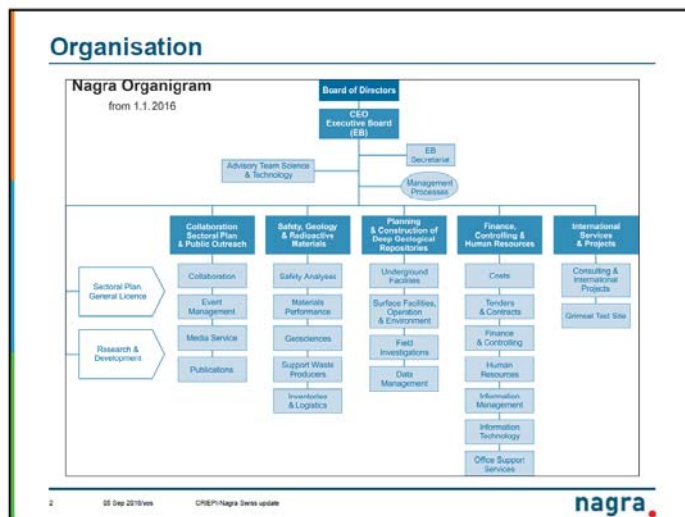 Organisation
Nagra Organigram
from 1.1.2016
Board of Directors
CEO
Executive Board
(EB)
EB
Secretariat
Advisory Team Science
& Technology
Management
Processes
Collaboration
Sectoral Plan
& Public Outreach
Safety, Geology
& Radioactive
Materials
Planning
& Construction of
Deep Geological
Repositories
Finance,
Controlling &
Human Resources
International
Services
& Projects
Sectoral Plan,
General Licence
Research &
Development
Collaboration
Event
Management
Media Service
Publications
Safety Analyses
Materials
Performance
Geosciences
Support Waste
Producers
Inventories
& Logistics
Underground
Facilities
Surface Facilities,
Operation
& Environment
Field
Investigations
Data
Management
Costs
Tenders
& Contracts
Finance
& Controlling
Human
Resources
Information
Management
Information
Technology
Office Support
Services
Consulting &
International
Projects
Grimsel Test Site
2 05 Sep 2016/vos CRIEPI-Nagra Swiss update
nagra.